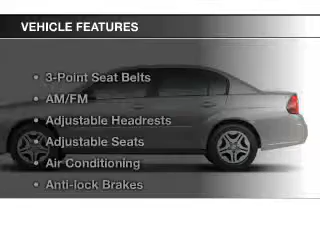 VEHICLE FEATURES
• 3-Point Seat Belts
• AM/FM
• Adjustable Headrests
• Adjustable Seats
• Air Conditioning
• Anti-lock Brakes